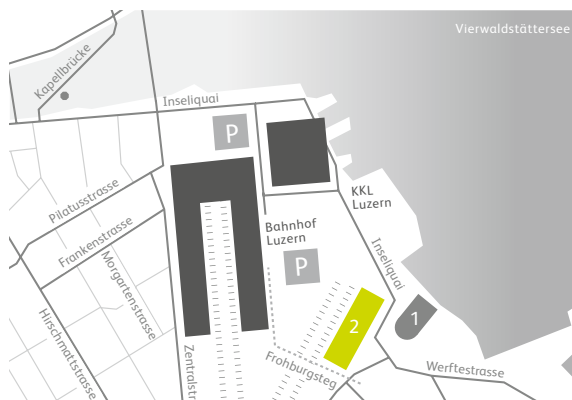 Vierwaldstättersee
Kapellbrücke
Inseliquai
P
KKL
Luzern
Pilatusstrasse
Bahnhof
Luzern
Frankenstrasse
P
Inseliquai
Morgartenstrasse
1
2
Hirschmattstrasse
Zentralstr
Frohburgsteg
Werftestrasse